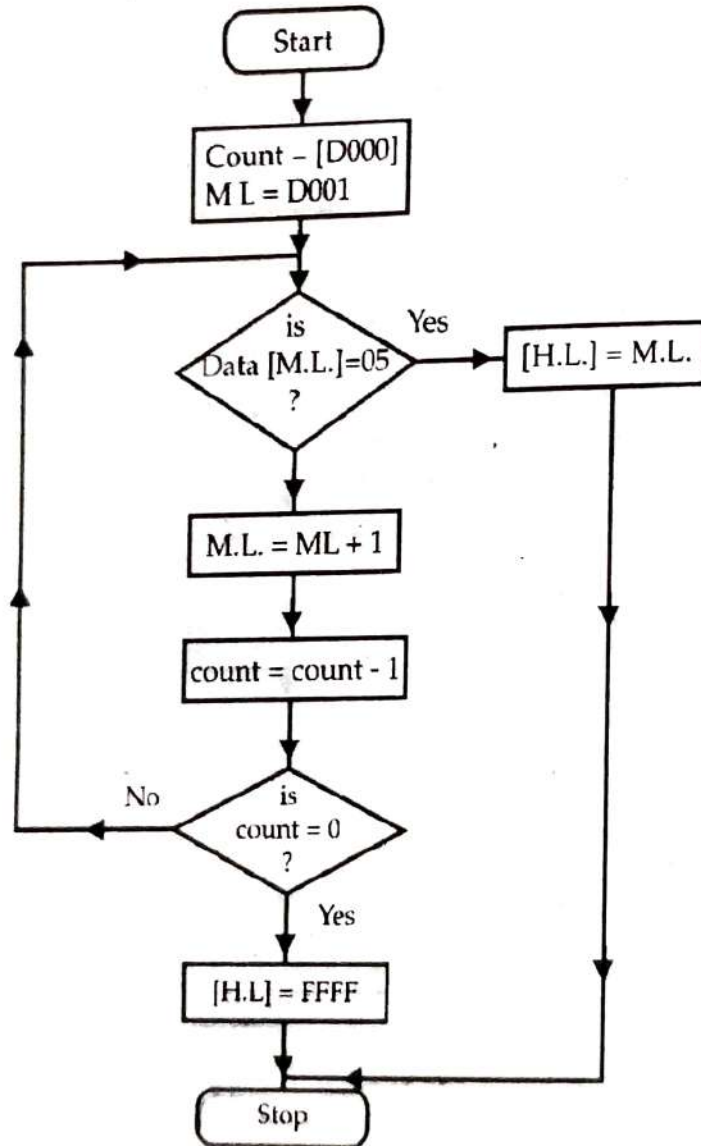 Start
Count - [D000]
M L = D001
is
Data [M.L.]=05
?
Yes
[H.L.] = M.L.
M.L. = ML + 1
count = count - 1
No
is
count = 0
?
Yes
[H.L] = FFFF
Stop